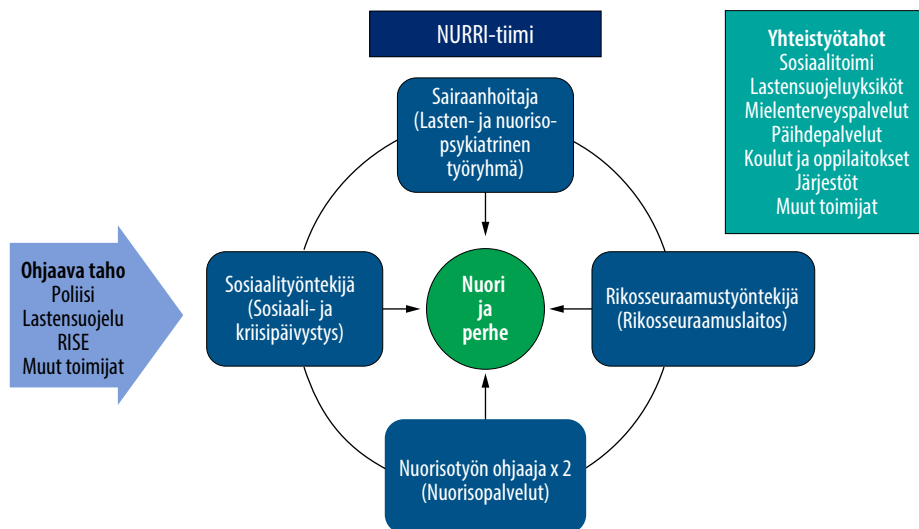 NURRI-tiimi
Yhteistyötahot
Sosiaalitoimi
Lastensuojeluyksiköt
Mielenterveyspalvelut
Päihdepalvelut
Koulut ja oppilaitokset
Järjestöt
Muut toimijat
Sairaanhoitaja
(Lasten- ja nuoriso-
psykiatrinen
työryhmä)
Ohjaava taho
Poliisi
Lastensuojelu
RISE
Muut toimijat
Sosiaalityöntekijä
(Sosiaali- ja
kriisipäivystys)
Nuori
ja
perhe
Rikosseuraamustyöntekijä
(Rikosseuraamuslaitos)
Nuorisotyön ohjaaja x 2
(Nuorisopalvelut)